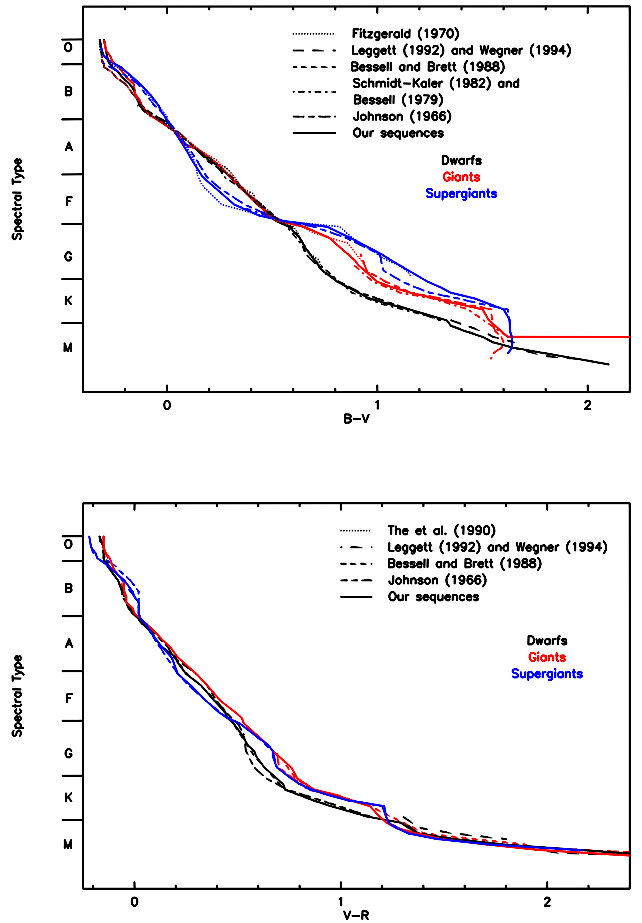 Fitzgerald (1970)
Leggett (1992) and Wegner (1994)
Bessell and Brett (1988)
Schmidt-Kaler (1982) and
Bessell (1979)
Johnson (1966)
Our sequences
Dwarfs
Giants
Supergiants
Spectral Type
O
B
A
F
G
K
M
0 1 2
B-V
The et al. (1990)
Leggett (1992) and Wegner (1994)
Bessell and Brett (1988)
Johnson (1966)
Our sequences
Dwarfs
Giants
Supergiants
Spectral Type
O
B
A
F
G
K
M
0 1 2
V-R